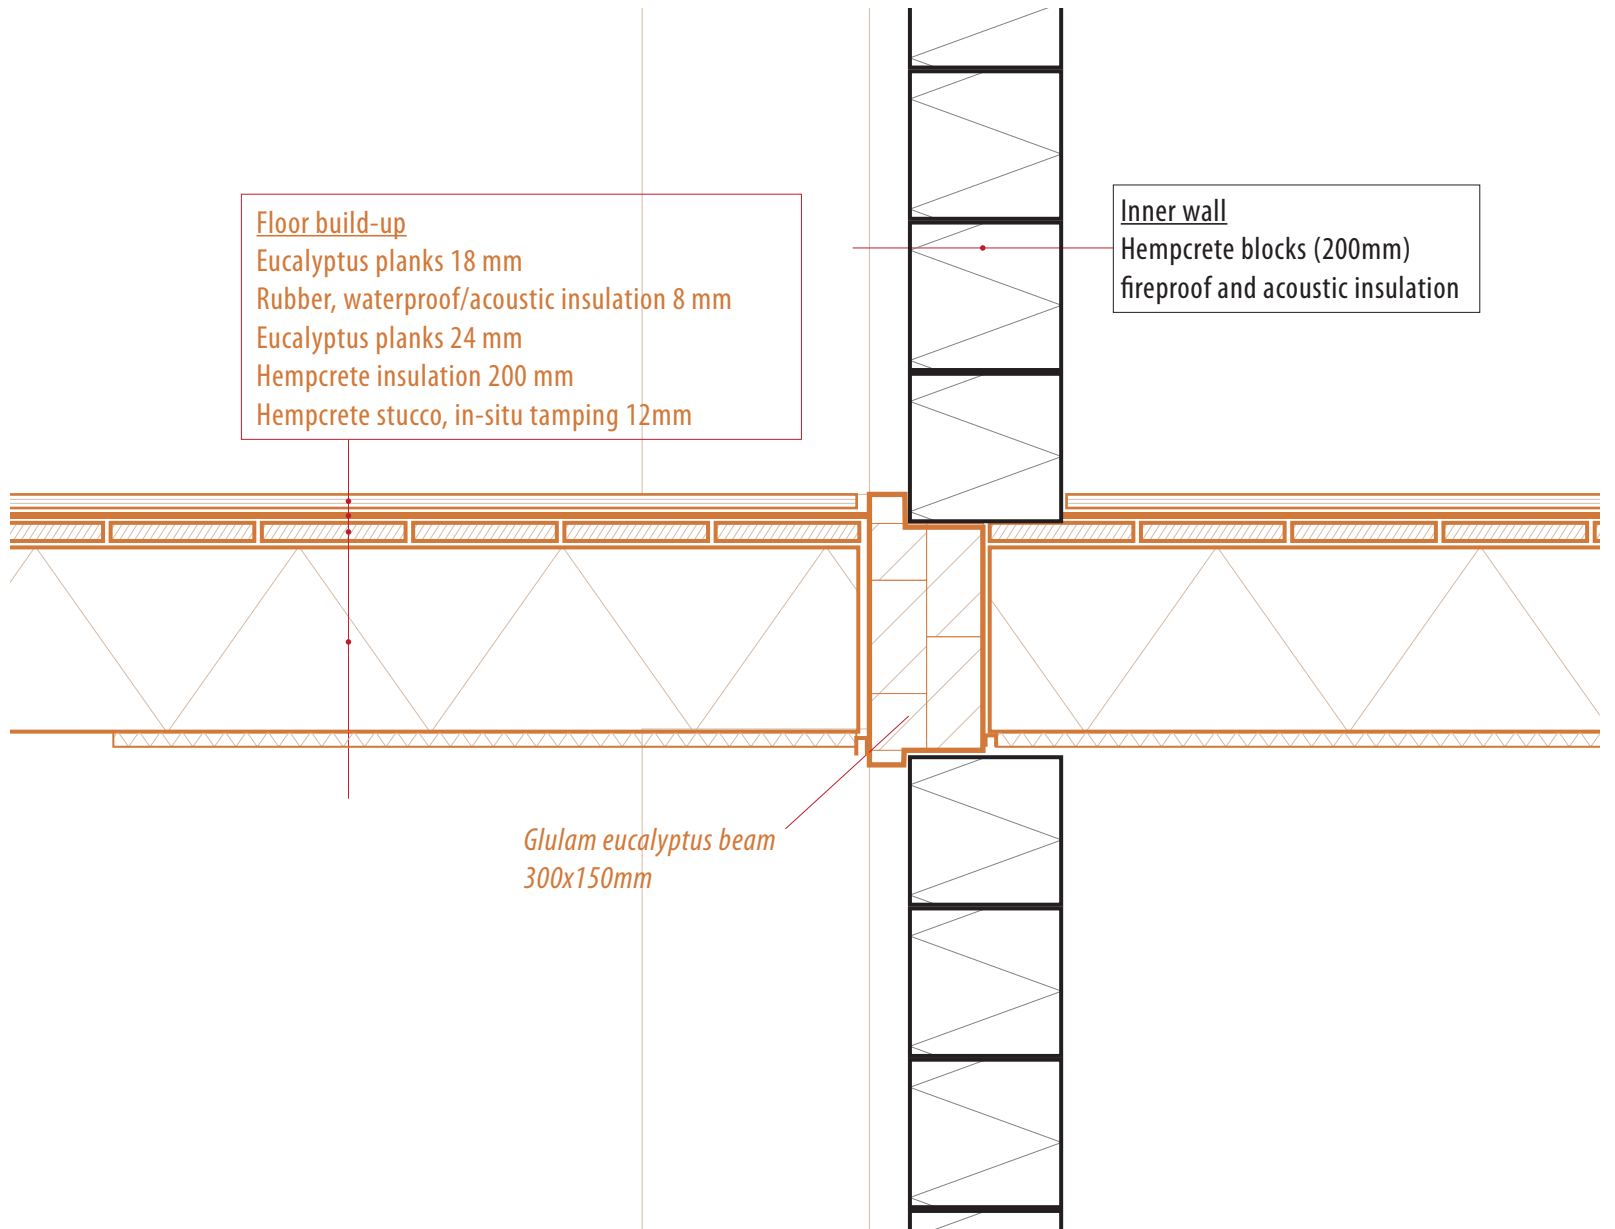 Floor build-up
Eucalyptus planks 18 mm
Rubber, waterproof/acoustic insulation 8 mm
Eucalyptus planks 24 mm
Hempcrete insulation 200 mm
Hempcrete stucco, in-situ tamping 12mm
Inner wall
Hempcrete blocks (200mm)
fireproof and acoustic insulation
Glulam eucalyptus beam
300x150mm